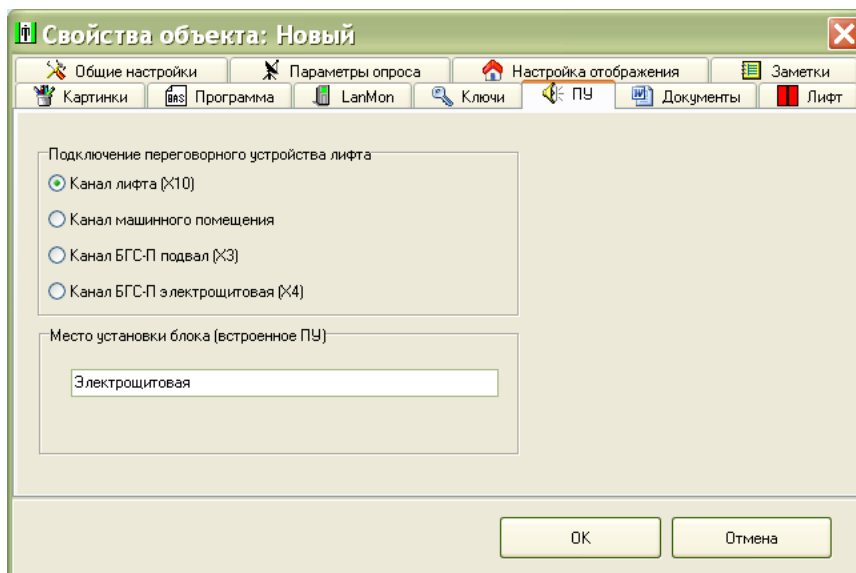 Свойства объекта: Новый
Общие настройки Параметры опроса Настройка отображения Заметки
Картинки BAS Программа LanMon Ключи ПУ Документы Лифт
Подключение переговорного устройства лифта
Канал лифта (X10)
Канал машинного помещения
Канал БГС-П подвал (X3)
Канал БГС-П электрощитовая (X4)
Место установки блока (встроенное ПУ)
Электрощитовая
OK Отмена